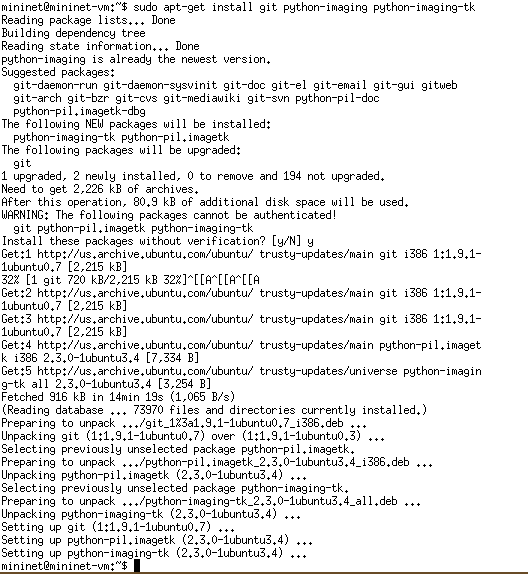 mininet@mininet-vm:~$ sudo apt-get install git python-imaging python-imaging-tk
Reading package lists... Done
Building dependency tree
Reading state information... Done
python-imaging is already the newest version.
Suggested packages:
  git-daemon-run git-daemon-sysvinit git-doc git-el git-email git-gui gitweb
  git-arch git-bzr git-cvs git-mediawiki git-svn python-pil-doc
  python-pil.imagetk-dbg
The following NEW packages will be installed:
  python-imaging-tk python-pil.imagetk
The following packages will be upgraded:
  git
1 upgraded, 2 newly installed, 0 to remove and 194 not upgraded.
Need to get 2,226 kB of archives.
After this operation, 80.9 kB of additional disk space will be used.
WARNING: The following packages cannot be authenticated!
  git python-pil.imagetk python-imaging-tk
Install these packages without verification? [y/N] y
Get:1 http://us.archive.ubuntu.com/ubuntu/ trusty-updates/main git i386 1:1.9.1-
1ubuntu0.7 [2,215 kB]
32% [1 git 720 kB/2,215 kB 32%]^[[A^[[A^[[A
Get:2 http://us.archive.ubuntu.com/ubuntu/ trusty-updates/main git i386 1:1.9.1-
1ubuntu0.7 [2,215 kB]
Get:3 http://us.archive.ubuntu.com/ubuntu/ trusty-updates/main git i386 1:1.9.1-
1ubuntu0.7 [2,215 kB]
Get:4 http://us.archive.ubuntu.com/ubuntu/ trusty-updates/main python-pil.imaget
k i386 2.3.0-1ubuntu3.4 [7,334 B]
Get:5 http://us.archive.ubuntu.com/ubuntu/ trusty-updates/universe python-imagin
g-tk all 2.3.0-1ubuntu3.4 [3,254 B]
Fetched 916 kB in 14min 19s (1,065 B/s)
(Reading database ... 73970 files and directories currently installed.)
Preparing to unpack .../git_1%3a1.9.1-1ubuntu0.7_i386.deb ...
Unpacking git (1:1.9.1-1ubuntu0.7) over (1:1.9.1-1ubuntu0.3) ...
Selecting previously unselected package python-pil.imagetk.
Preparing to unpack .../python-pil.imagetk_2.3.0-1ubuntu3.4_i386.deb ...
Unpacking python-pil.imagetk (2.3.0-1ubuntu3.4) ...
Selecting previously unselected package python-imaging-tk.
Preparing to unpack .../python-imaging-tk_2.3.0-1ubuntu3.4_all.deb ...
Unpacking python-imaging-tk (2.3.0-1ubuntu3.4) ...
Setting up git (1:1.9.1-1ubuntu0.7) ...
Setting up python-pil.imagetk (2.3.0-1ubuntu3.4) ...
Setting up python-imaging-tk (2.3.0-1ubuntu3.4) ...
mininet@mininet-vm:~$